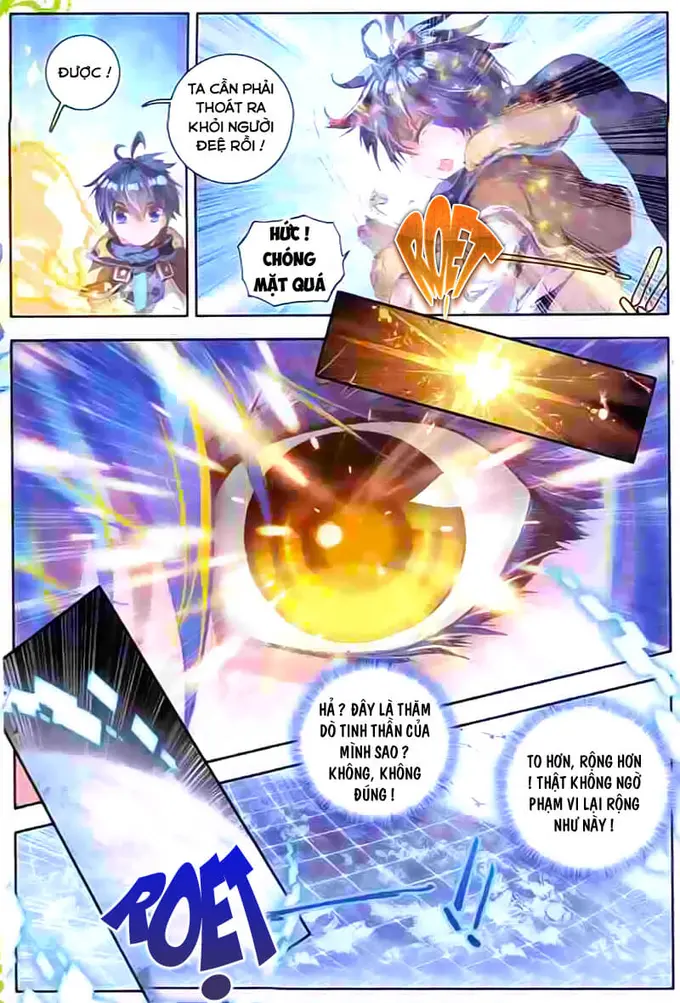 ĐƯỢC !
TA CẦN PHẢI
THOÁT RA
KHỎI NGƯỜI
ĐEỆ RỒI !
HỨC !
CHÓNG
MẶT QUÁ
ROẸT
HẢ ? ĐÂY LÀ THĂM
DÒ TINH THẦN CỦA
MÌNH SAO ?
KHÔNG, KHÔNG
ĐÚNG !
TO HƠN, RỘNG HƠN
! THẬT KHÔNG NGỜ
PHẠM VI LẠI RỘNG
NHƯ NÀY !
ROẸT
!!